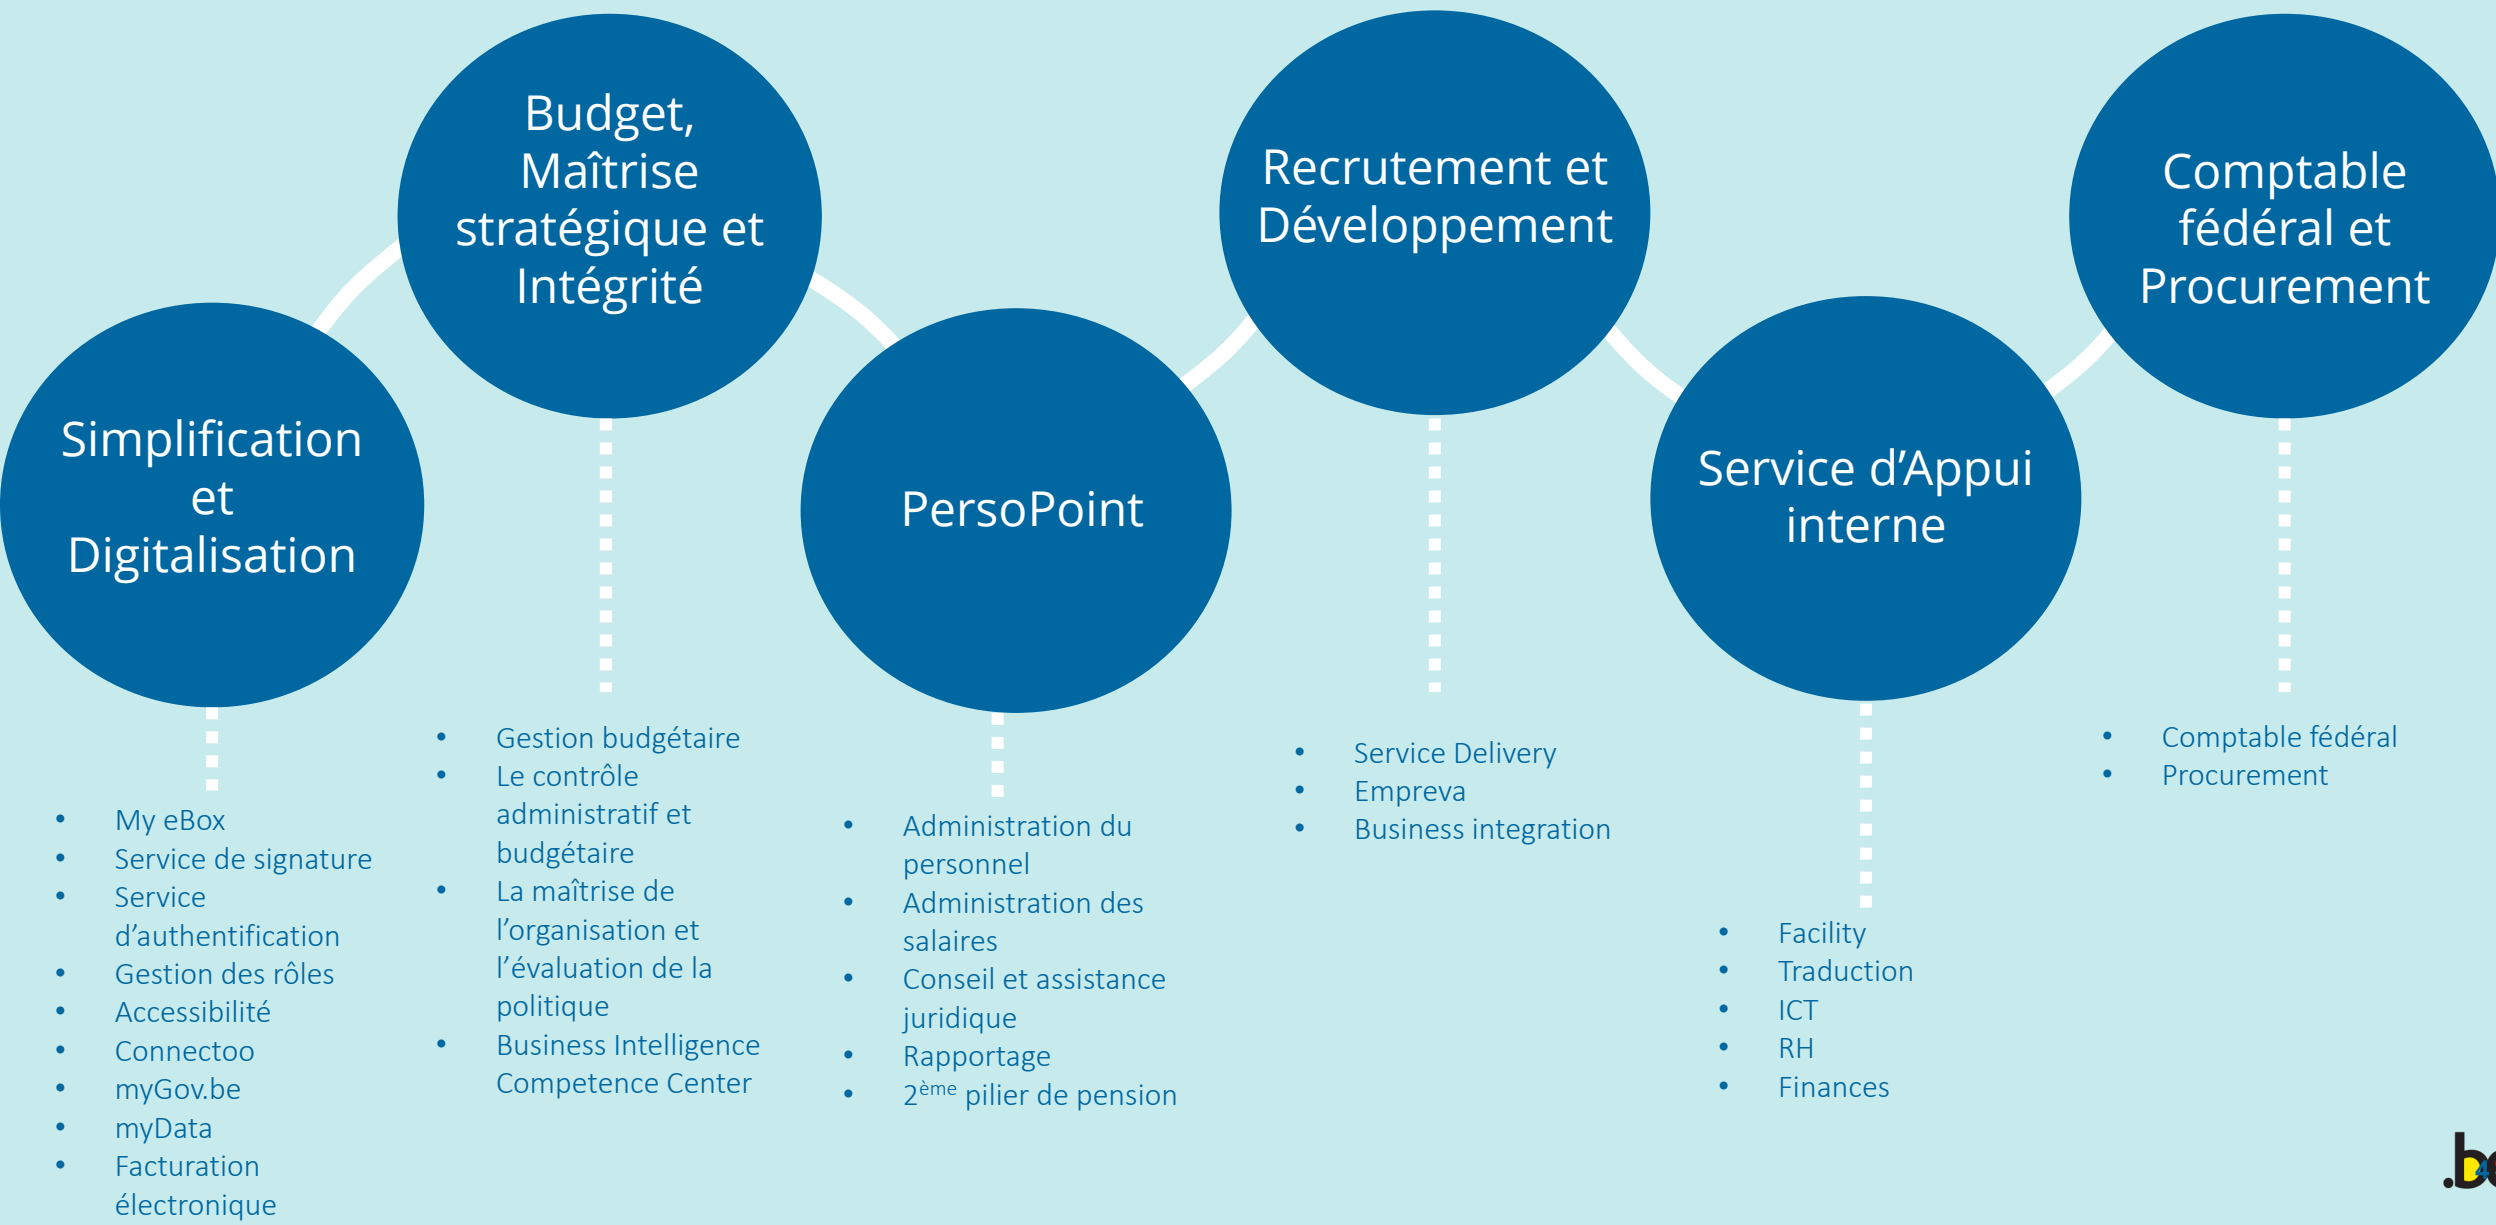 Simplification
et
Digitalisation
• My eBox
• Service de signature
• Service
d’authentification
• Gestion des rôles
• Accessibilité
• Connectoo
• myGov.be
• myData
• Facturation
électronique
Budget,
Maîtrise
stratégique et
Intégrité
• Gestion budgétaire
• Le contrôle
administratif et
budgétaire
• La maîtrise de
l’organisation et
l’évaluation de la
politique
• Business Intelligence
Competence Center
PersoPoint
• Administration du
personnel
• Administration des
salaires
• Conseil et assistance
juridique
• Rapportage
• 2ème pilier de pension
Recrutement et
Développement
• Service Delivery
• Empreva
• Business integration
Service d’Appui
interne
• Facility
• Traduction
• ICT
• RH
• Finances
Comptable
fédéral et
Procurement
• Comptable fédéral
• Procurement
.be
4